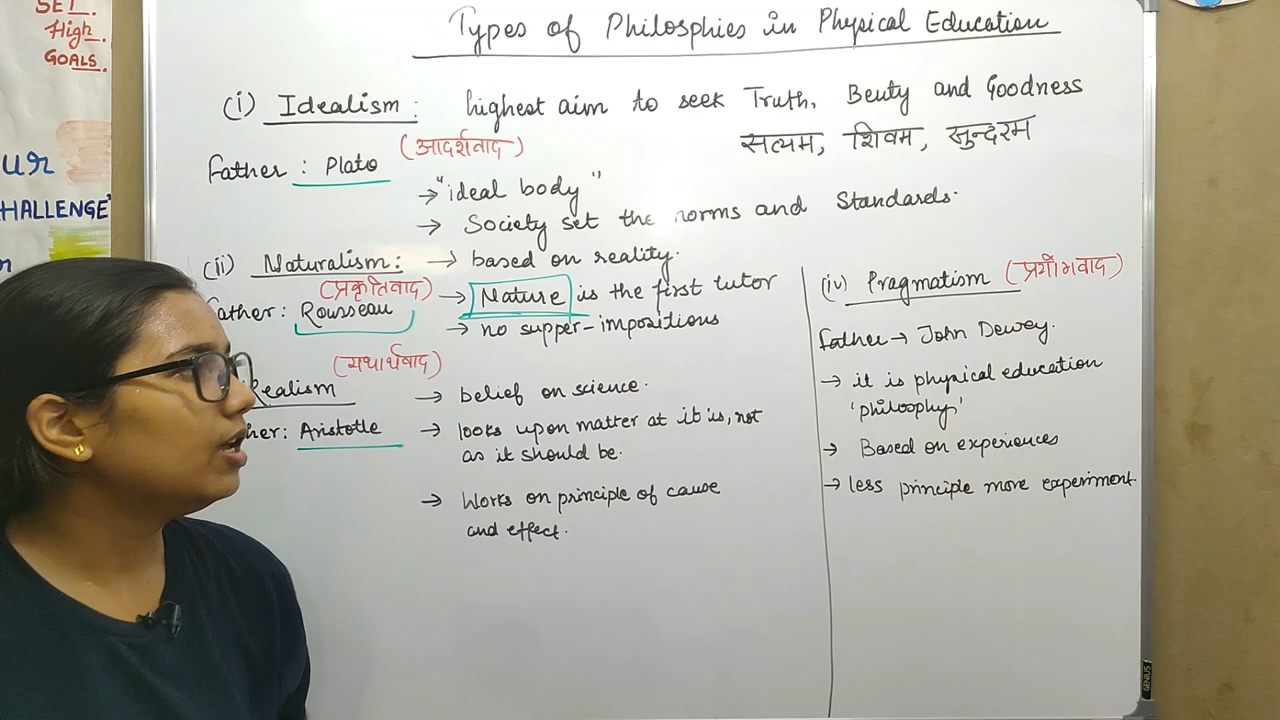 SET
High
GOALS.
UR
HALLENGE"
Types of Philosphies in Physical Education
(i) Idealism : highest aim to seek Truth, Beuty and Goodness
(आदर्शवाद) सत्यम, शिवम, सुन्दरम
Father : Plato
→ "ideal body"
→ Society set the norms and Standards.
(ii) Naturalism : → based on reality.
(प्रकृतिवाद) → Nature is the first tutor
Father : Rousseau
→ no supper-impositions
(यथार्थवाद)
Realism → belief on science.
her : Aristotle → looks upon matter at it is, not
as it should be.
→ Works on principle of cause
and effect.
(iv) Pragmatism (प्रयोगवाद)
Father → John Dewey.
→ it is physical education
'philoophy'
→ Based on experiences
→ less principle more experiment.
GENIUS